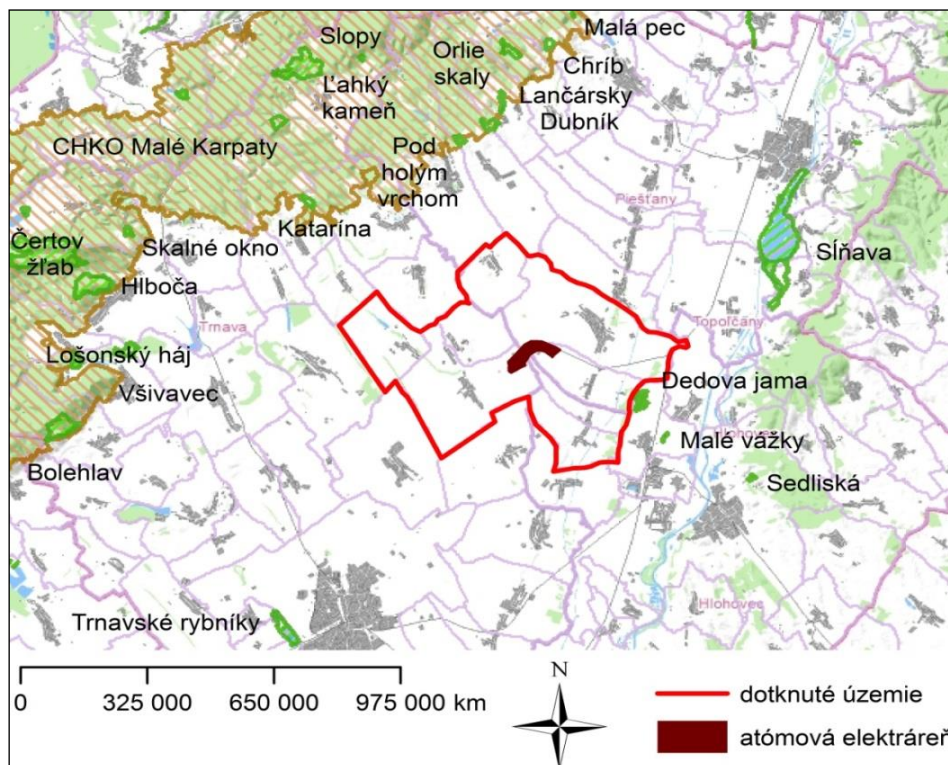 Malá pec
Slopy
Orlie
skaly
Chríb
Ľahký
kameň
Lančársky
Dubník
CHKO Malé Karpaty
Pod
holým
vrchom
Piešťany
Katarína
Čertov
žľab
Skalné okno
Sĺňava
Hlboča
Trnava
Topoľčany
Lošonský háj
Dedova jama
Všivavec
Hlohovec
Malé vážky
Bolehlav
Sedliská
Hlohovec
Trnavské rybníky
N
0 325 000 650 000 975 000 km
dotknuté územie
atómová elektráreň